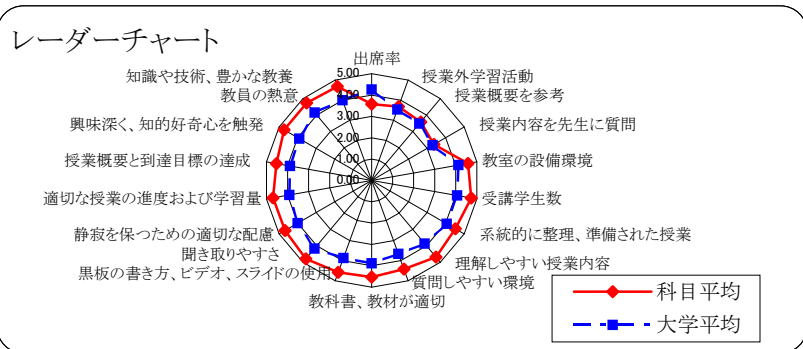 レーダーチャート
出席率
授業外学習活動
授業概要を参考
授業内容を先生に質問
教室の設備環境
受講学生数
系統的に整理、準備された授業
理解しやすい授業内容
質問しやすい環境
教科書、教材が適切
黒板の書き方、ビデオ、スライドの使用
聞き取りやすさ
静寂を保つための適切な配慮
適切な授業の進度および学習量
授業概要と到達目標の達成
興味深く、知的好奇心を触発
教員の熱意
知識や技術、豊かな教養
5.00
4.00
3.00
2.00
1.00
0.00
科目平均
大学平均